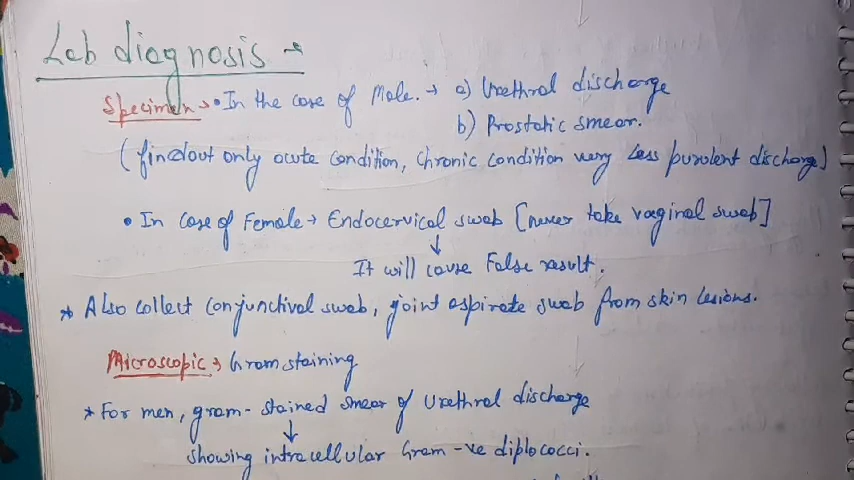 Lab diagnosis →
Specimen → • In the case of Male. → a) Urethral discharge
b) Prostatic smear.
(findout only acute condition, chronic condition very less purulent discharge)
• In case of Female → Endocervical swab [never take vaginal swab]
↓
It will cause False result.
* Also collect conjunctival swab, joint aspirate swab from skin lesions.
Microscopic → Gram staining
* For men, gram-stained smear of urethral discharge
↓
showing intracellular Gram -ve diplococci.